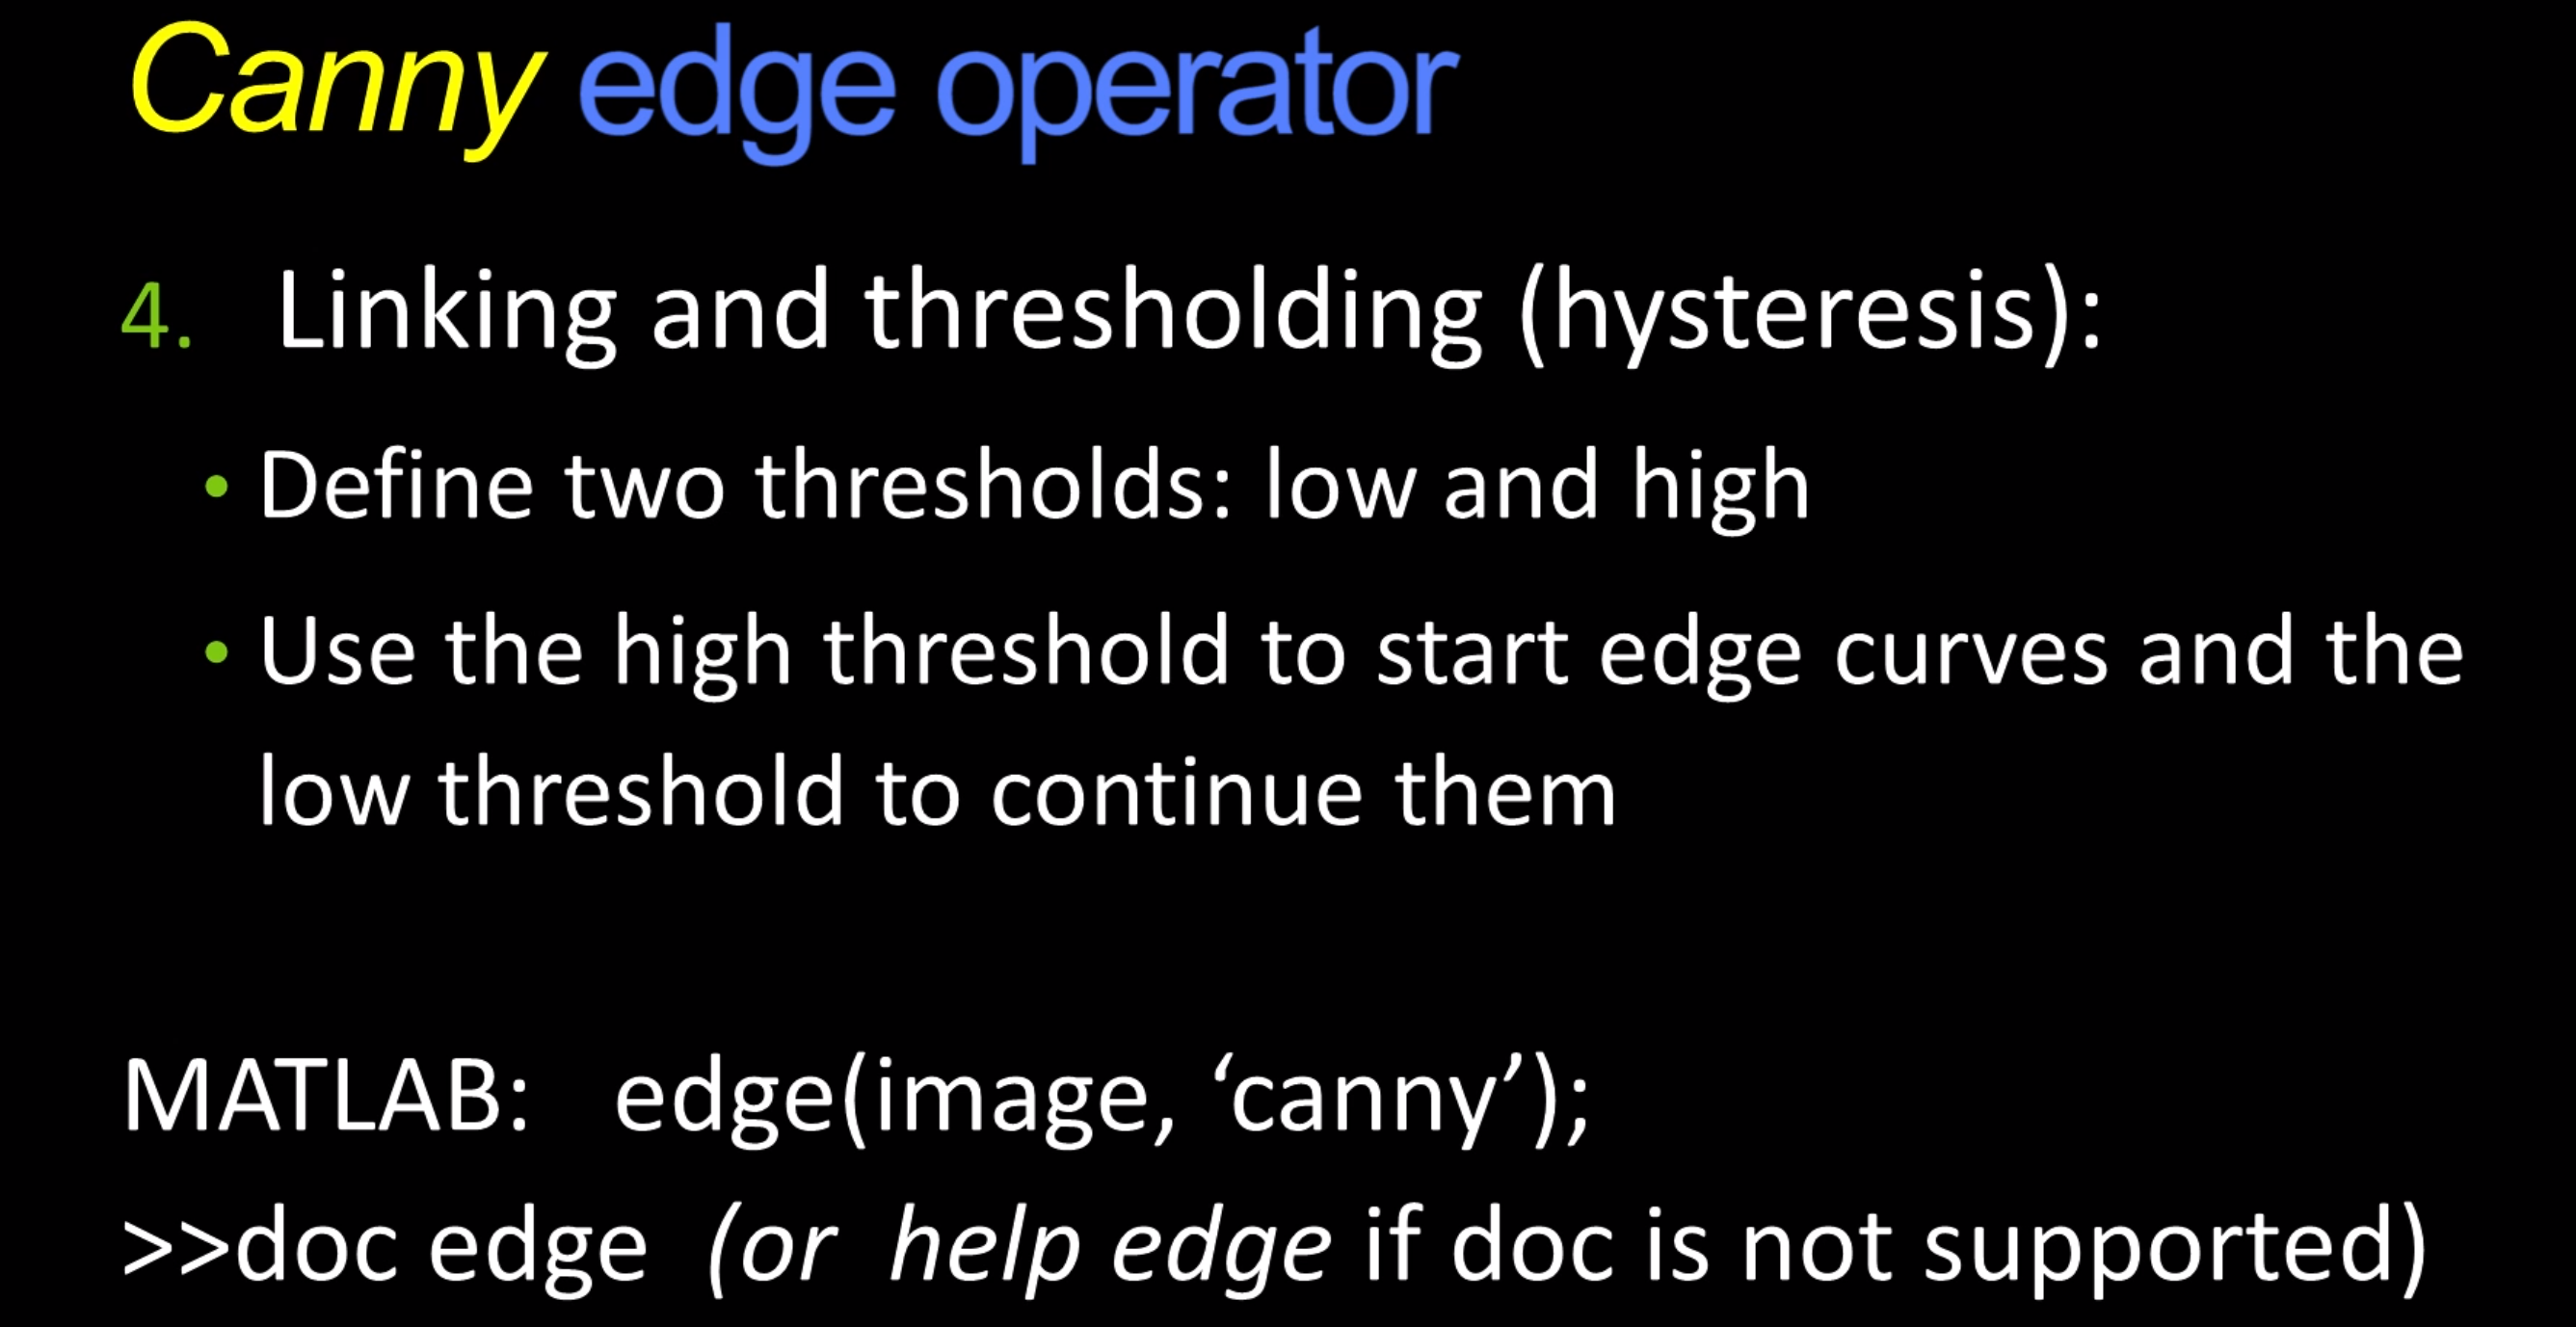 Canny edge operator
4. Linking and thresholding (hysteresis):
• Define two thresholds: low and high
• Use the high threshold to start edge curves and the
low threshold to continue them
MATLAB: edge(image, ‘canny’);
>>doc edge (or help edge if doc is not supported)